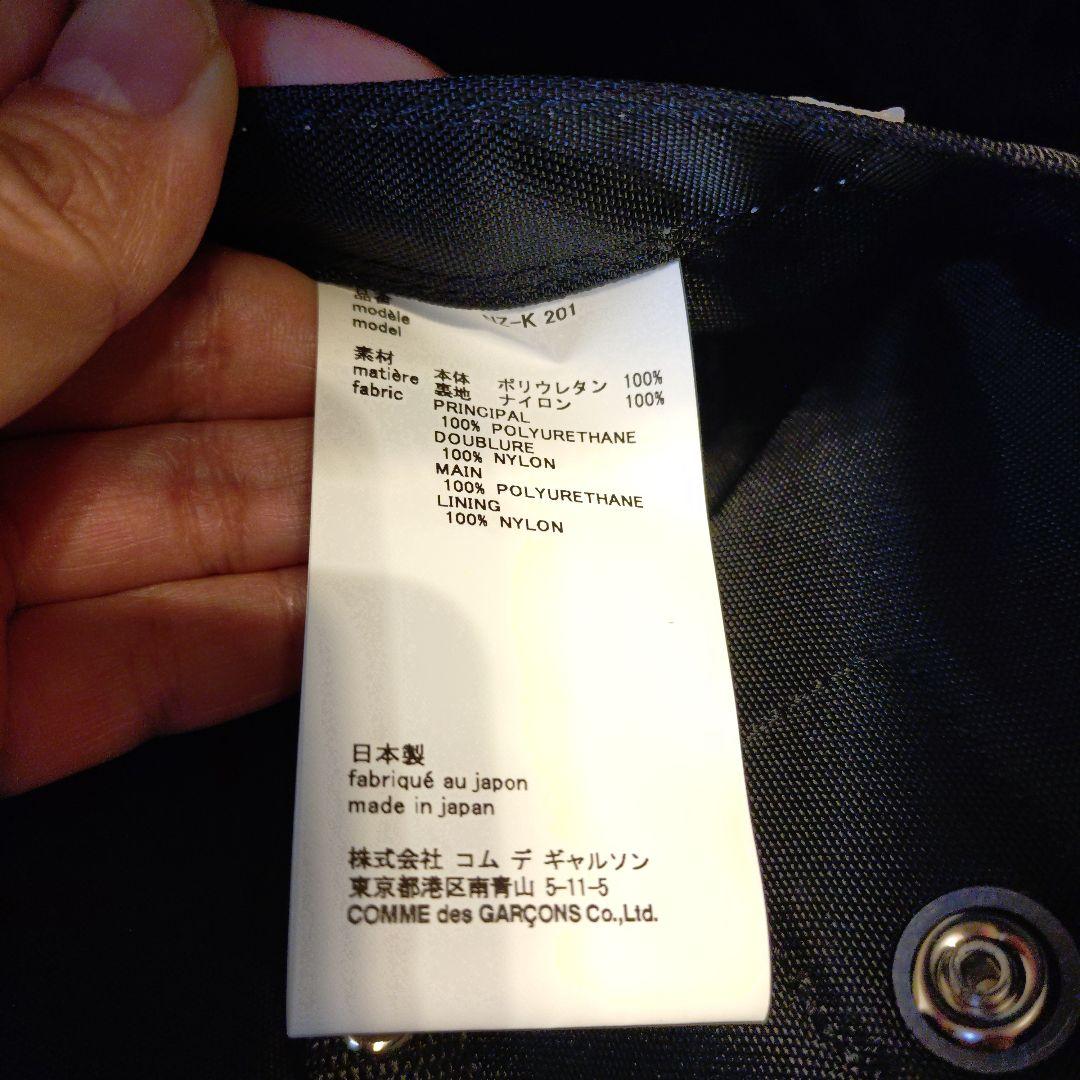 品番
modèle
model
-K 201
素材
matière
fabric
本体 ポリウレタン 100%
裏地 ナイロン 100%
PRINCIPAL
100% POLYURETHANE
DOUBLURE
100% NYLON
MAIN
100% POLYURETHANE
LINING
100% NYLON
日本製
fabriqué au japon
made in japan
株式会社 コム デ ギャルソン
東京都港区南青山 5-11-5
COMME des GARÇONS Co.,Ltd.